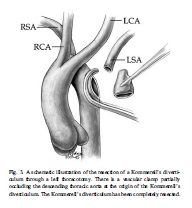 LCA
RSA
RCA
LSA
Fig. 3. A schematic illustration of the resection of a Kommerell's diverti-
culum through a left thoracotomy. There is a vascular clamp partially
occluding the descending thoracic aorta at the origin of the Kommerell's
diverticulum. The Kommerell's diverticulum has been completely resected.